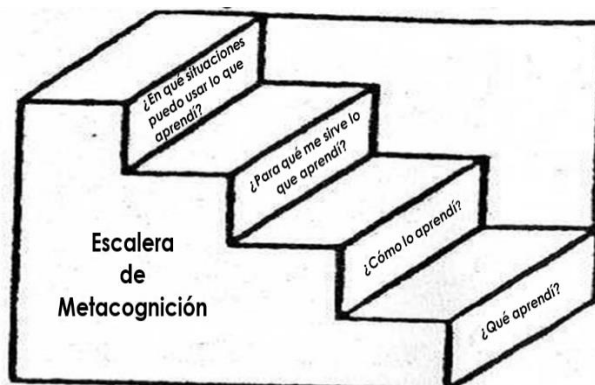 ¿En qué situaciones
puedo usar lo que
aprendí?
¿Para qué me sirve lo
que aprendí?
¿Cómo lo aprendí?
¿Qué aprendí?
Escalera
de
Metacognición